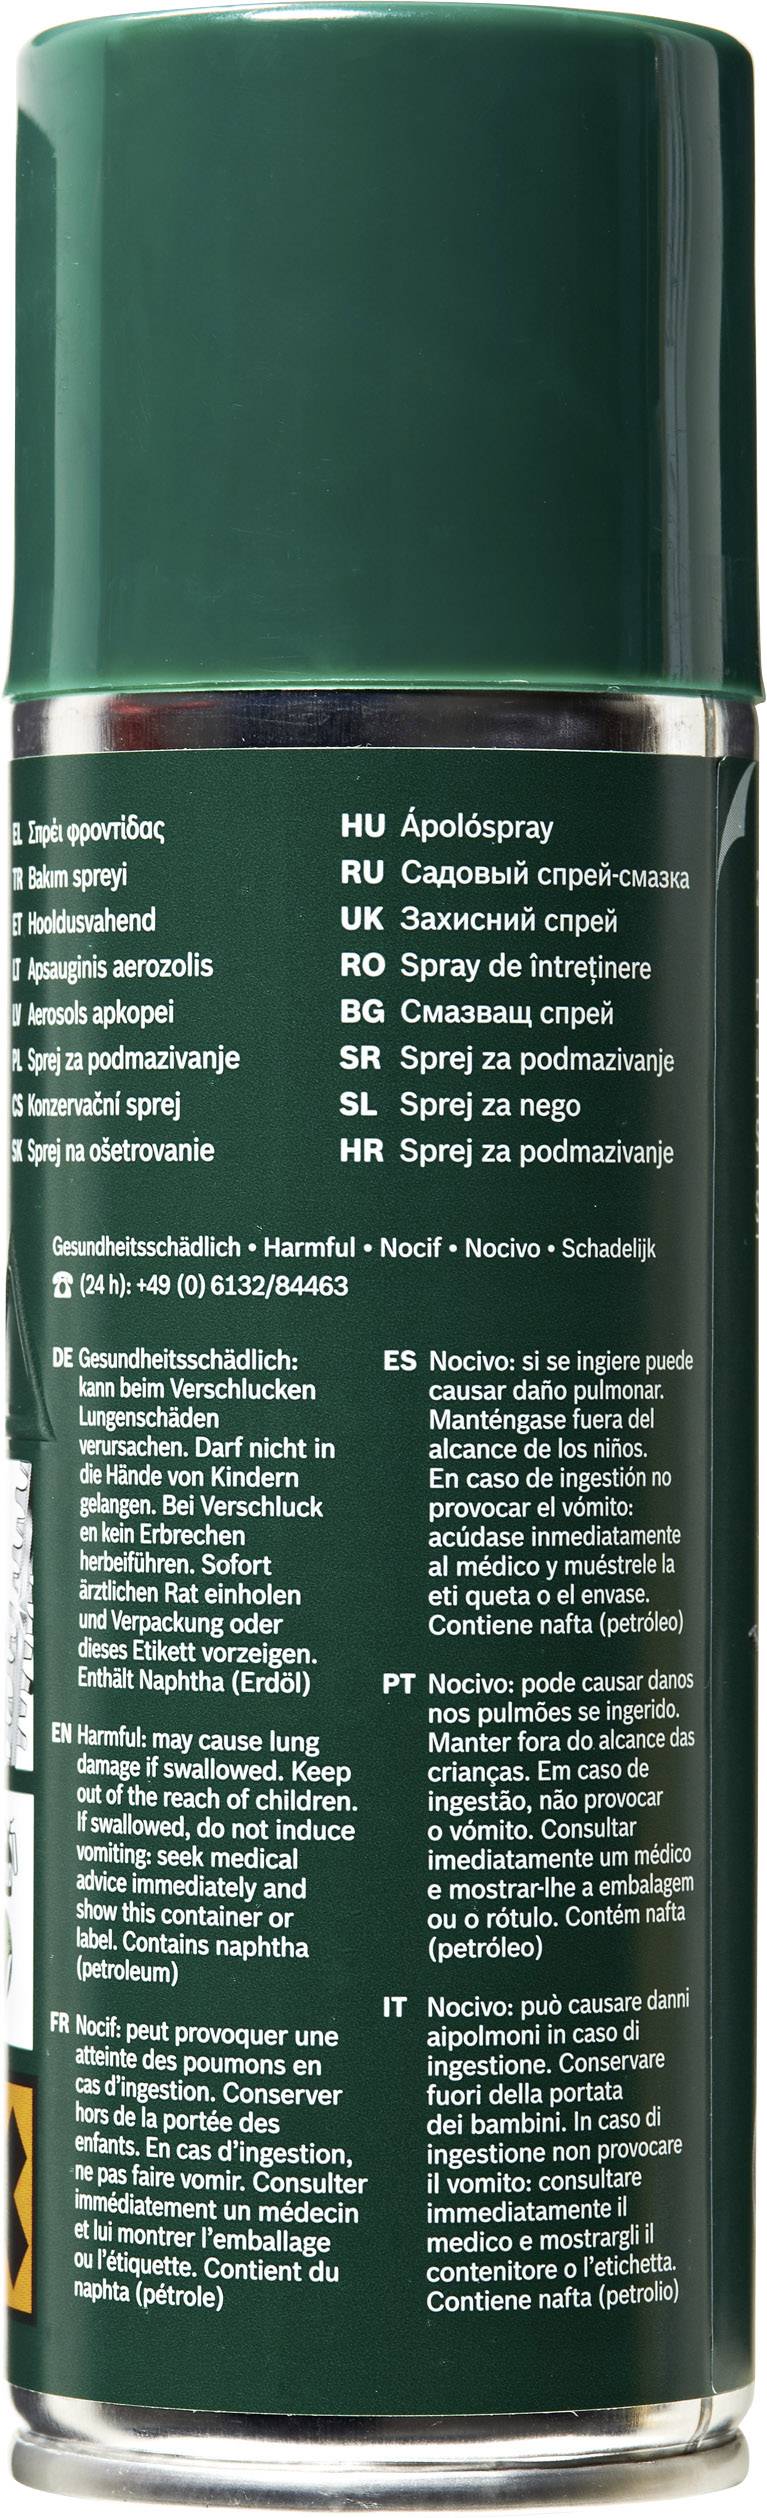 EL Σπρέι φροντίδας
TR Bakım spreyi
ET Hooldusvahend
LT Apsauginis aerozolis
LV Aerosols apkopei
PL Sprej za podmazivanje
CS Konzervační sprej
SK Sprej na ošetrovanie
HU Ápolóspray
RU Садовый спрей-смазка
UK Захисний спрей
RO Spray de întreținere
BG Смазващ спрей
SR Sprej za podmazivanje
SL Sprej za nego
HR Sprej za podmazivanje
Gesundheitsschädlich • Harmful • Nocif • Nocivo • Schadelijk
☎ (24 h): +49 (0) 6132/84463
DE Gesundheitsschädlich:
kann beim Verschlucken
Lungenschäden
verursachen. Darf nicht in
die Hände von Kindern
gelangen. Bei Verschluck
en kein Erbrechen
herbeiführen. Sofort
ärztlichen Rat einholen
und Verpackung oder
dieses Etikett vorzeigen.
Enthält Naphtha (Erdöl)
EN Harmful: may cause lung
damage if swallowed. Keep
out of the reach of children.
If swallowed, do not induce
vomiting: seek medical
advice immediately and
show this container or
label. Contains naphtha
(petroleum)
FR Nocif: peut provoquer une
atteinte des poumons en
cas d'ingestion. Conserver
hors de la portée des
enfants. En cas d'ingestion,
ne pas faire vomir. Consulter
immédiatement un médecin
et lui montrer l'emballage
ou l'étiquette. Contient du
naphta (pétrole)
ES Nocivo: si se ingiere puede
causar daño pulmonar.
Manténgase fuera del
alcance de los niños.
En caso de ingestión no
provocar el vómito:
acúdase inmediatamente
al médico y muéstrele la
eti queta o el envase.
Contiene nafta (petróleo)
PT Nocivo: pode causar danos
nos pulmões se ingerido.
Manter fora do alcance das
crianças. Em caso de
ingestão, não provocar
o vómito. Consultar
imediatamente um médico
e mostrar-lhe a embalagem
ou o rótulo. Contém nafta
(petróleo)
IT Nocivo: può causare danni
aipolmoni in caso di
ingestione. Conservare
fuori della portata
dei bambini. In caso di
ingestione non provocare
il vomito: consultare
immediatamente il
medico e mostrargli il
contenitore o l'etichetta.
Contiene nafta (petrolio)